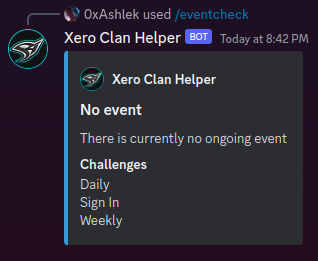 0xAshlek used /eventcheck
Xero Clan Helper BOT Today at 8:42 PM
Xero Clan Helper
No event
There is currently no ongoing event
Challenges
Daily
Sign In
Weekly